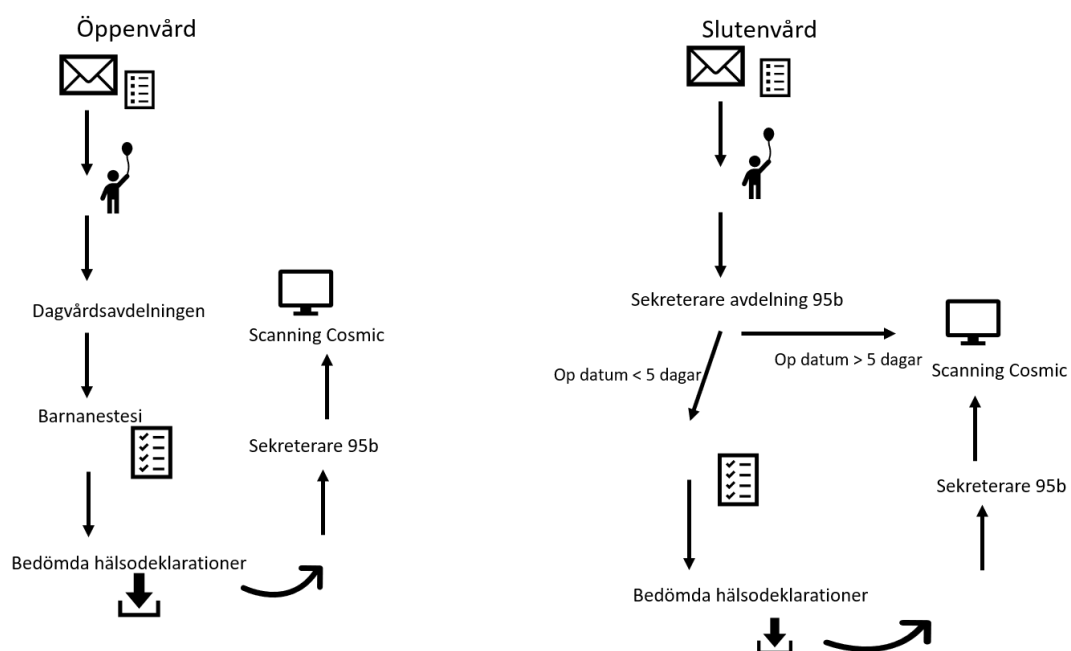 Öppenvård
Dagvårdsavdelningen
Barnanestesi
Bedömda hälsodeklarationer
Sekreterare 95b
Scanning Cosmic
Slutenvård
Sekreterare avdelning 95b
Op datum < 5 dagar
Op datum > 5 dagar
Bedömda hälsodeklarationer
Sekreterare 95b
Scanning Cosmic